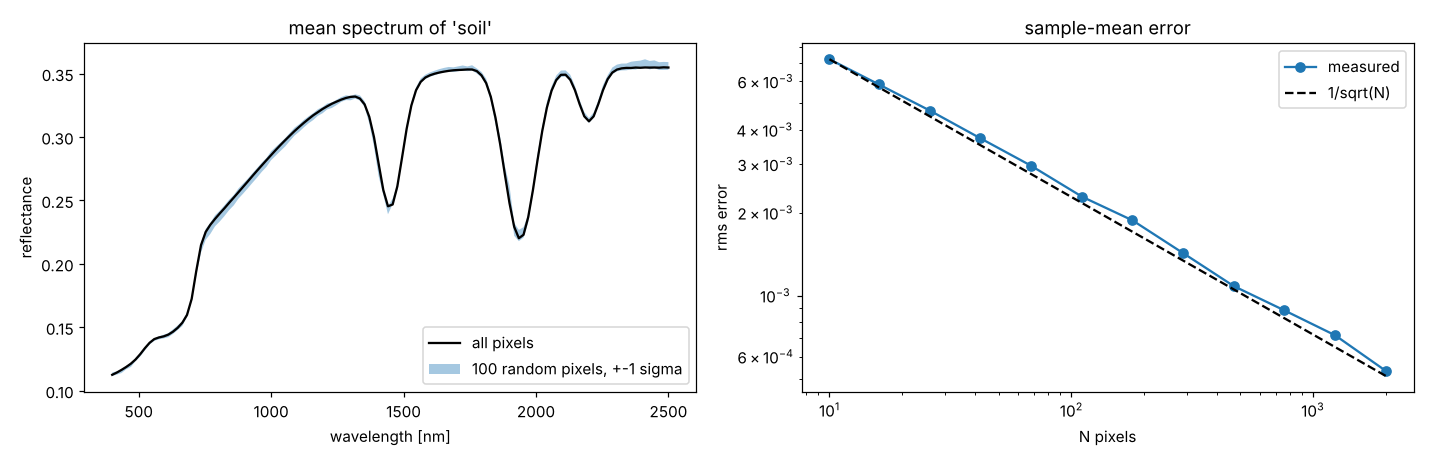 mean spectrum of 'soil'
reflectance
0.35
0.30
0.25
0.20
0.15
0.10
500
1000
1500
2000
2500
wavelength [nm]
all pixels
100 random pixels, +-1 sigma
sample-mean error
rms error
6 × 10⁻³
4 × 10⁻³
3 × 10⁻³
2 × 10⁻³
10⁻³
6 × 10⁻⁴
10¹
10²
10³
N pixels
measured
1/sqrt(N)